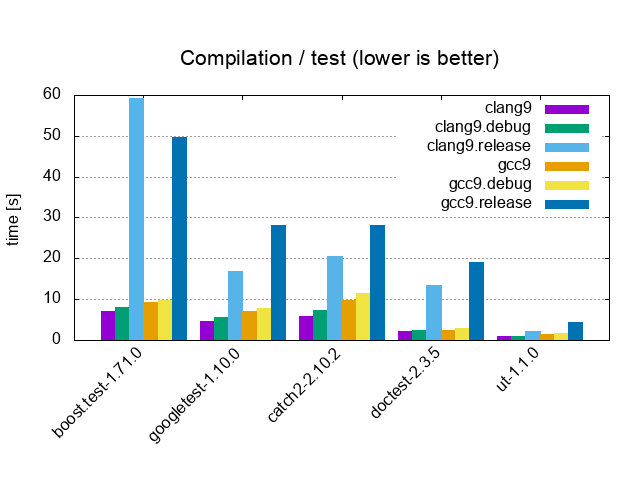 Compilation / test (lower is better)
time [s]
60
50
40
30
20
10
0
clang9
clang9.debug
clang9.release
gcc9
gcc9.debug
gcc9.release
boost.test-1.71.0
googletest-1.10.0
catch2-2.10.2
doctest-2.3.5
ut-1.1.0